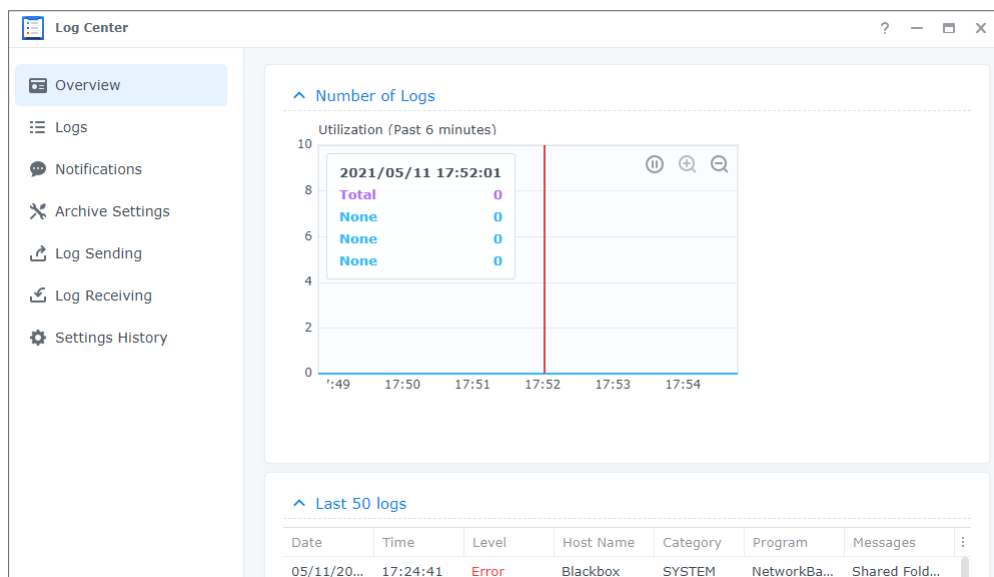 Log Center
?
Overview
Logs
Notifications
Archive Settings
Log Sending
Log Receiving
Settings History
Number of Logs
Utilization (Past 6 minutes)
10
8
6
4
2
0
2021/05/11 17:52:01
Total 0
None 0
None 0
None 0
':49 17:50 17:51 17:52 17:53 17:54
Last 50 logs
Date Time Level Host Name Category Program Messages
05/11/20... 17:24:41 Error Blackbox SYSTEM NetworkBa... Shared Fold...